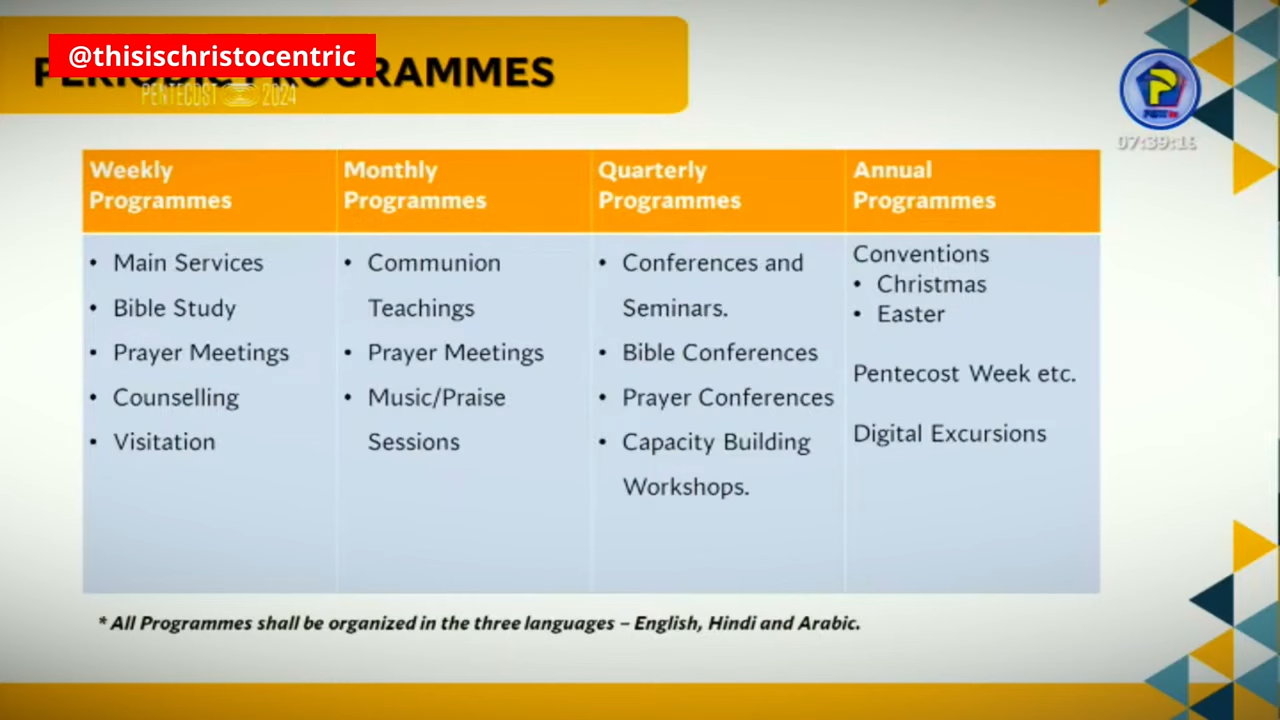 @thisischristocentric
PERIODIC PROGRAMMES
PENTECOST 2024
07:39:16
Weekly
Programmes
Monthly
Programmes
Quarterly
Programmes
Annual
Programmes
• Main Services
• Bible Study
• Prayer Meetings
• Counselling
• Visitation
• Communion
Teachings
• Prayer Meetings
• Music/Praise
Sessions
• Conferences and
Seminars.
• Bible Conferences
• Prayer Conferences
• Capacity Building
Workshops.
Conventions
• Christmas
• Easter
Pentecost Week etc.
Digital Excursions
* All Programmes shall be organized in the three languages – English, Hindi and Arabic.